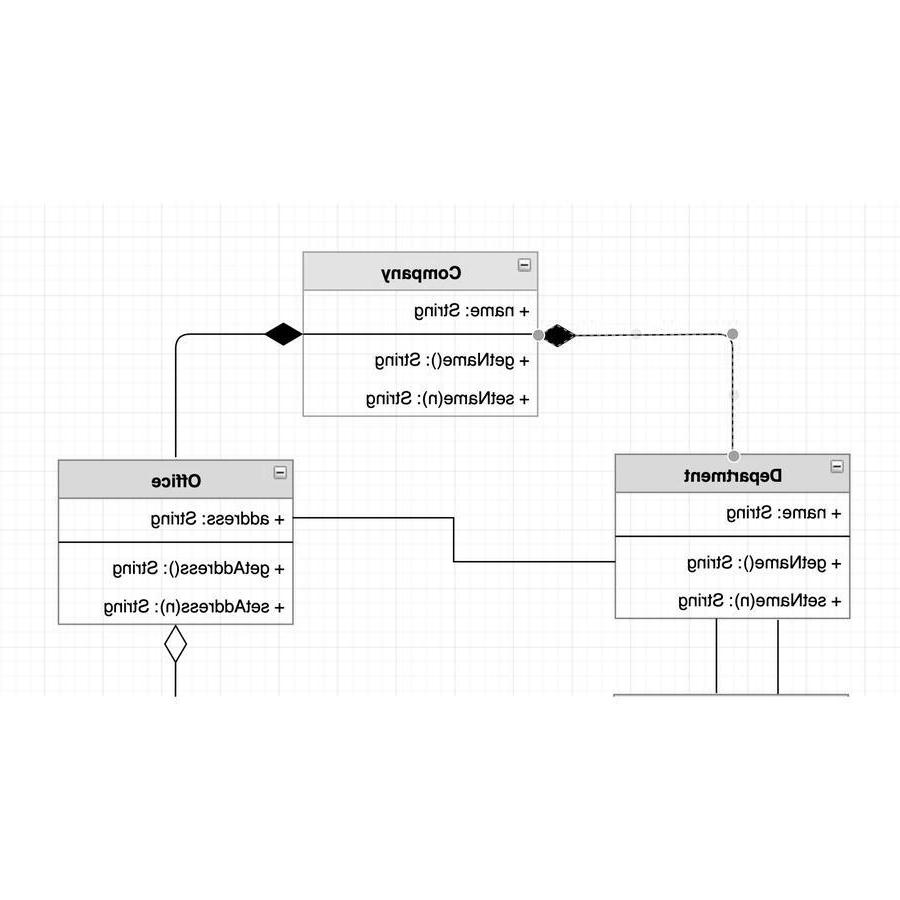 Company
+ name: String
+ getName(): String
+ setName(n): String
Department
+ name: String
+ getName(): String
+ setName(n): String
Office
+ address: String
+ getAddress(): String
+ setAddress(n): String